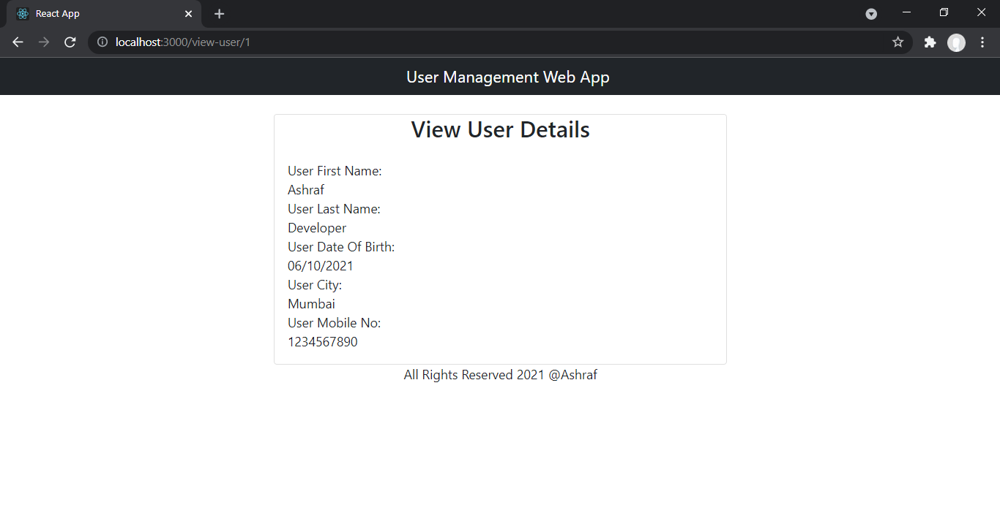 React App
localhost:3000/view-user/1
User Management Web App
View User Details
User First Name:
Ashraf
User Last Name:
Developer
User Date Of Birth:
06/10/2021
User City:
Mumbai
User Mobile No:
1234567890
All Rights Reserved 2021 @Ashraf